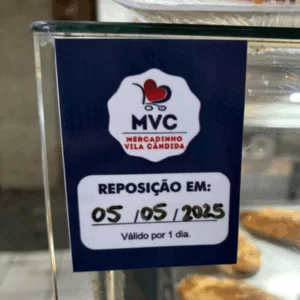 MVC
MERCADINHO
VILA CÂNDIDA
REPOSIÇÃO EM:
05/05/2025
Válido por 1 dia.